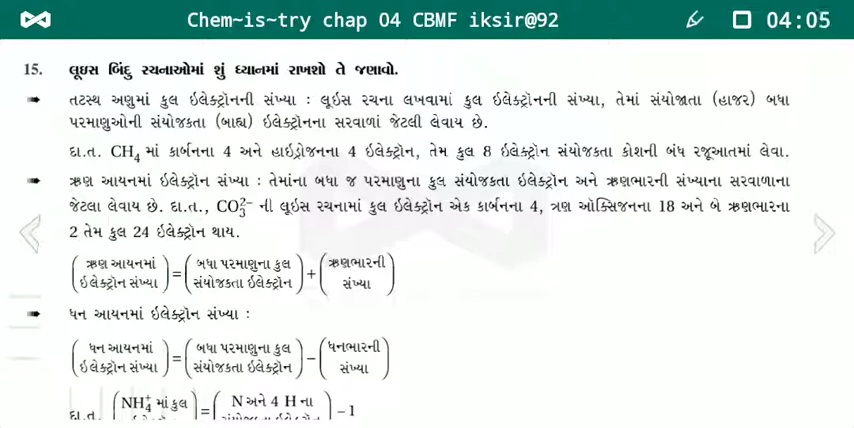 Chem~is~try chap 04 CBMF iksir@92
04:05
15. લૂઇસ બિંદુ રચનાઓમાં શું ધ્યાનમાં રાખશો તે જણાવો.
➠ તટસ્થ અણુમાં કુલ ઇલેક્ટ્રૉનની સંખ્યા : લૂઇસ રચના લખવામાં કુલ ઇલેક્ટ્રૉનની સંખ્યા, તેમાં સંયોજાતા (હાજર) બધા
પરમાણુઓની સંયોજકતા (બાહ્ય) ઇલેક્ટ્રૉનના સરવાળાં જેટલી લેવાય છે.
દા.ત. CH₄ માં કાર્બનના 4 અને હાઇડ્રોજનના 4 ઇલેક્ટ્રૉન, તેમ કુલ 8 ઇલેક્ટ્રૉન સંયોજકતા કોશની બંધ રજૂઆતમાં લેવા.
➠ ઋણ આયનમાં ઇલેક્ટ્રૉન સંખ્યા : તેમાંના બધા જ પરમાણુના કુલ સંયોજકતા ઇલેક્ટ્રૉન અને ઋણભારની સંખ્યાના સરવાળાના
જેટલા લેવાય છે. દા.ત., CO₃²⁻ ની લૂઇસ રચનામાં કુલ ઇલેક્ટ્રૉન એક કાર્બનના 4, ત્રણ ઑક્સિજનના 18 અને બે ઋણભારના
2 તેમ કુલ 24 ઇલેક્ટ્રૉન થાય.
(ઋણ આયનમાં ઇલેક્ટ્રૉન સંખ્યા) = (બધા પરમાણુના કુલ સંયોજકતા ઇલેક્ટ્રૉન) + (ઋણભારની સંખ્યા)
➠ ધન આયનમાં ઇલેક્ટ્રૉન સંખ્યા :
(ધન આયનમાં ઇલેક્ટ્રૉન સંખ્યા) = (બધા પરમાણુના કુલ સંયોજકતા ઇલેક્ટ્રૉન) − (ધનભારની સંખ્યા)
દા.ત. (NH₄⁺ માં કુલ) = (N અને 4 H ના) − 1